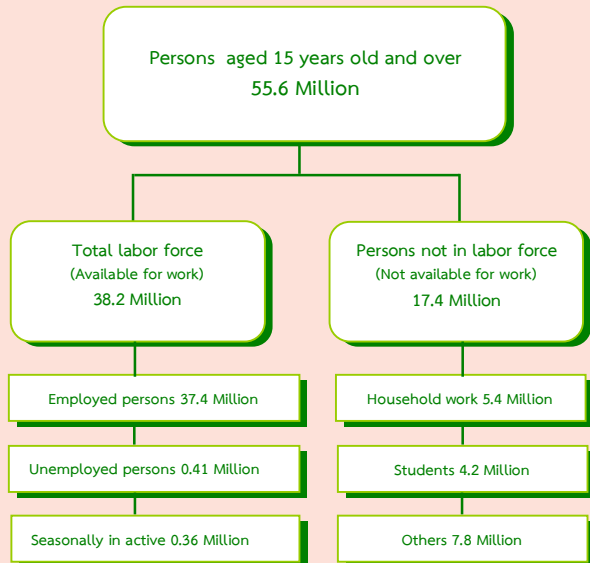 Persons aged 15 years old and over
55.6 Million
Total labor force
(Available for work)
38.2 Million
Persons not in labor force
(Not available for work)
17.4 Million
Employed persons 37.4 Million
Household work 5.4 Million
Unemployed persons 0.41 Million
Students 4.2 Million
Seasonally in active 0.36 Million
Others 7.8 Million